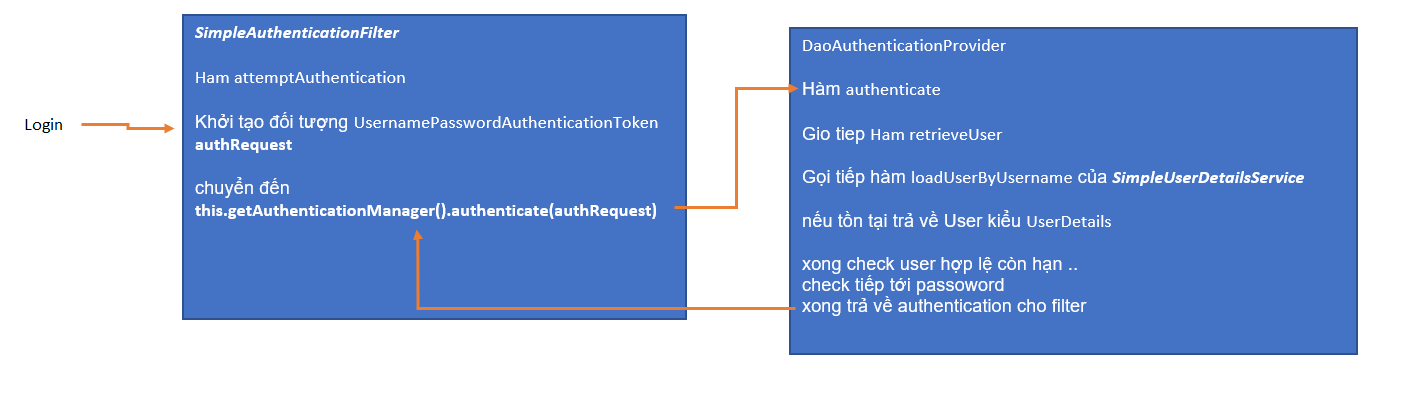 Login
SimpleAuthenticationFilter
Ham attemptAuthentication
Khởi tạo đối tượng UsernamePasswordAuthenticationToken
authRequest
chuyển đến
this.getAuthenticationManager().authenticate(authRequest)
DaoAuthenticationProvider
Hàm authenticate
Gio tiep Ham retrieveUser
Gọi tiếp hàm loadUserByUsername của SimpleUserDetailsService
nếu tồn tại trả về User kiểu UserDetails
xong check user hợp lệ còn hạn ..
check tiếp tới passoword
xong trả về authentication cho filter